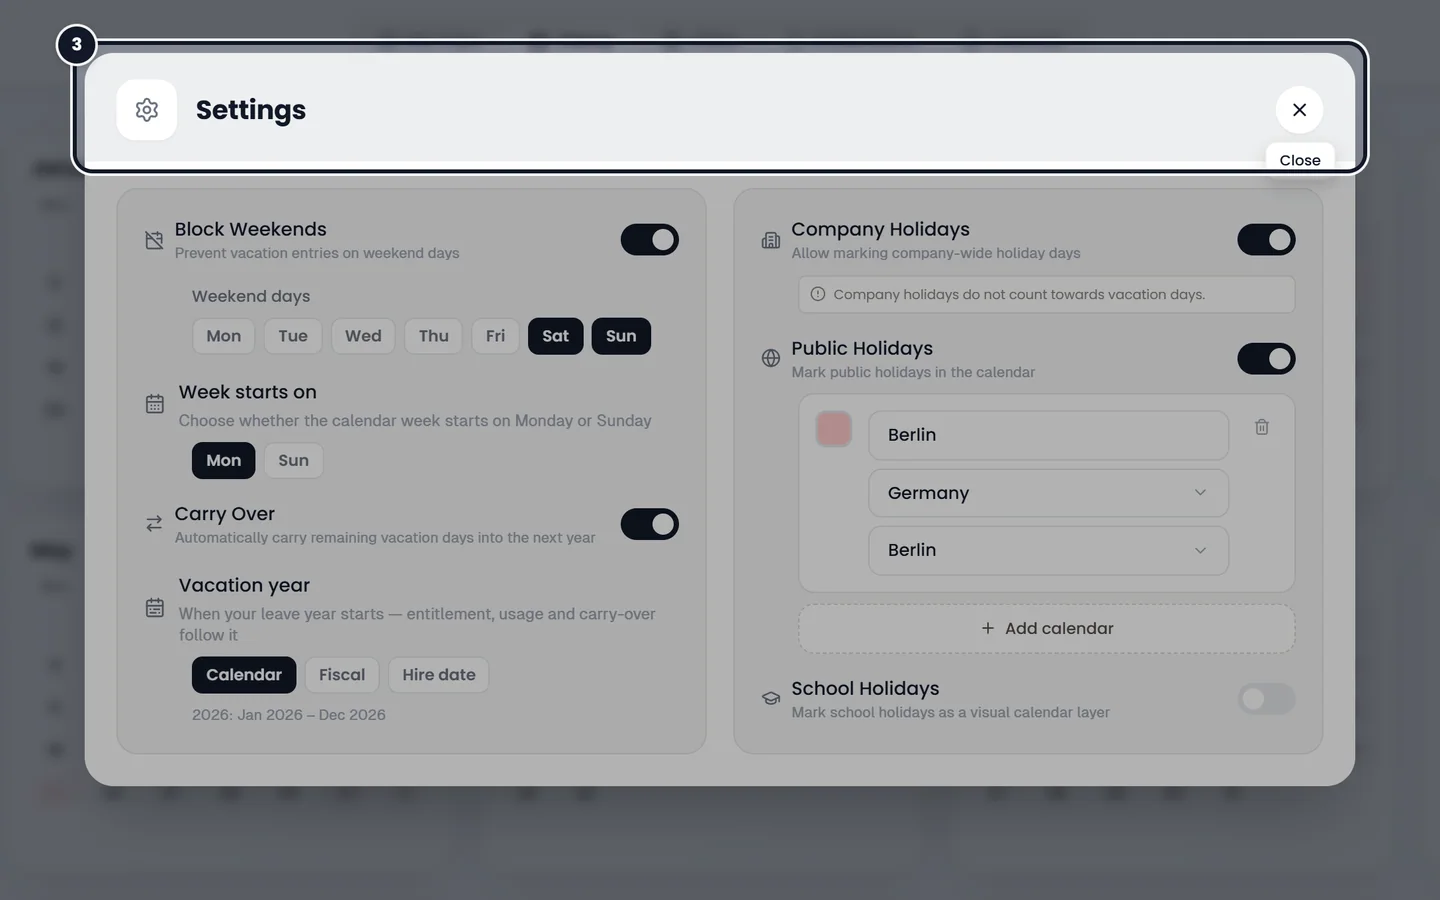 3
Settings
Close
Block Weekends
Prevent vacation entries on weekend days
Weekend days
Mon Tue Wed Thu Fri Sat Sun
Week starts on
Choose whether the calendar week starts on Monday or Sunday
Mon Sun
Carry Over
Automatically carry remaining vacation days into the next year
Vacation year
When your leave year starts — entitlement, usage and carry-over
follow it
Calendar Fiscal Hire date
2026: Jan 2026 – Dec 2026
Company Holidays
Allow marking company-wide holiday days
Company holidays do not count towards vacation days.
Public Holidays
Mark public holidays in the calendar
Berlin
Germany
Berlin
+ Add calendar
School Holidays
Mark school holidays as a visual calendar layer